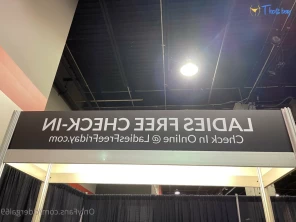 LADIES FREE CHECK-IN
Check In Online @ LadiesFreeFriday.com